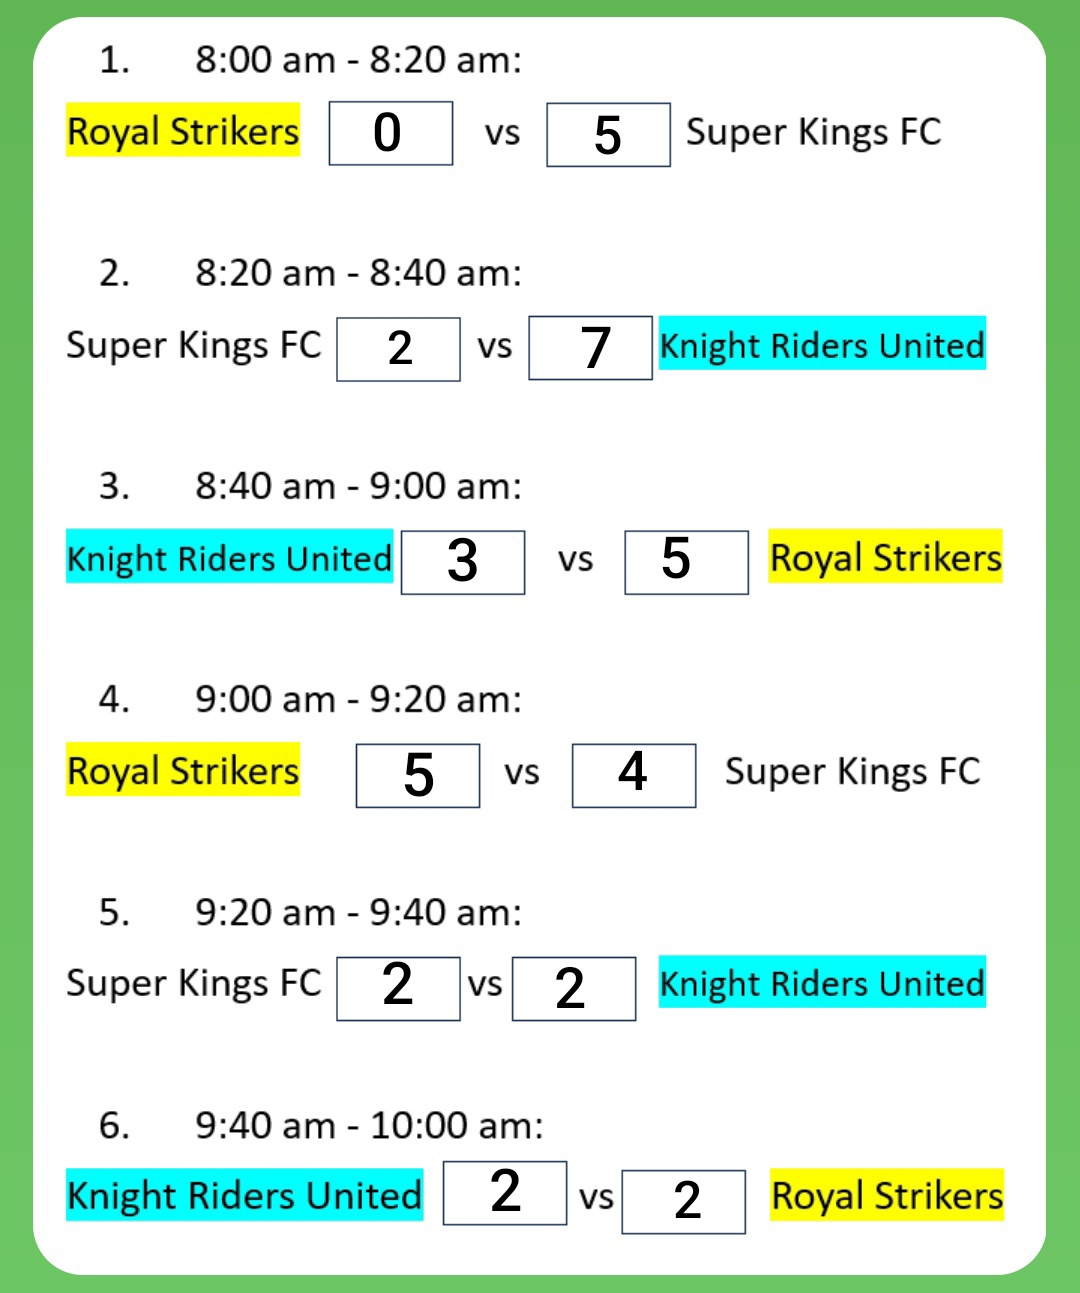 1. 8:00 am - 8:20 am:
Royal Strikers 0 vs 5 Super Kings FC
2. 8:20 am - 8:40 am:
Super Kings FC 2 vs 7 Knight Riders United
3. 8:40 am - 9:00 am:
Knight Riders United 3 vs 5 Royal Strikers
4. 9:00 am - 9:20 am:
Royal Strikers 5 vs 4 Super Kings FC
5. 9:20 am - 9:40 am:
Super Kings FC 2 vs 2 Knight Riders United
6. 9:40 am - 10:00 am:
Knight Riders United 2 vs 2 Royal Strikers